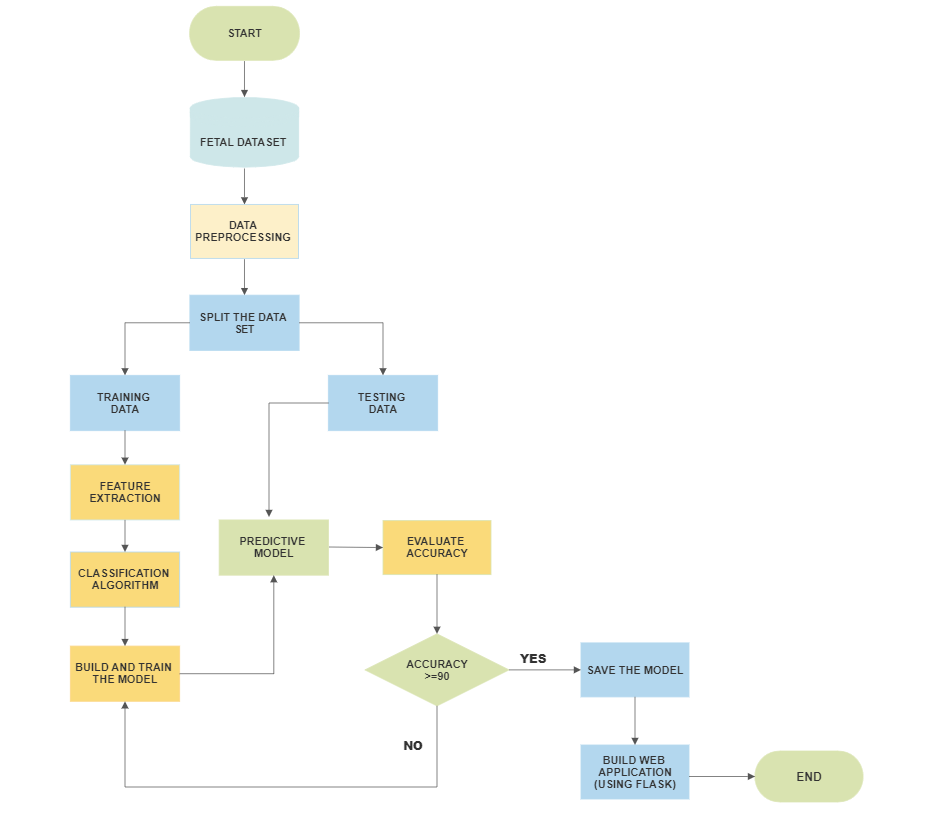 START
FETAL DATASET
DATA
PREPROCESSING
SPLIT THE DATA
SET
TRAINING
DATA
TESTING
DATA
FEATURE
EXTRACTION
PREDICTIVE
MODEL
EVALUATE
ACCURACY
CLASSIFICATION
ALGORITHM
BUILD AND TRAIN
THE MODEL
ACCURACY
>=90
YES
SAVE THE MODEL
NO
BUILD WEB
APPLICATION
(USING FLASK)
END